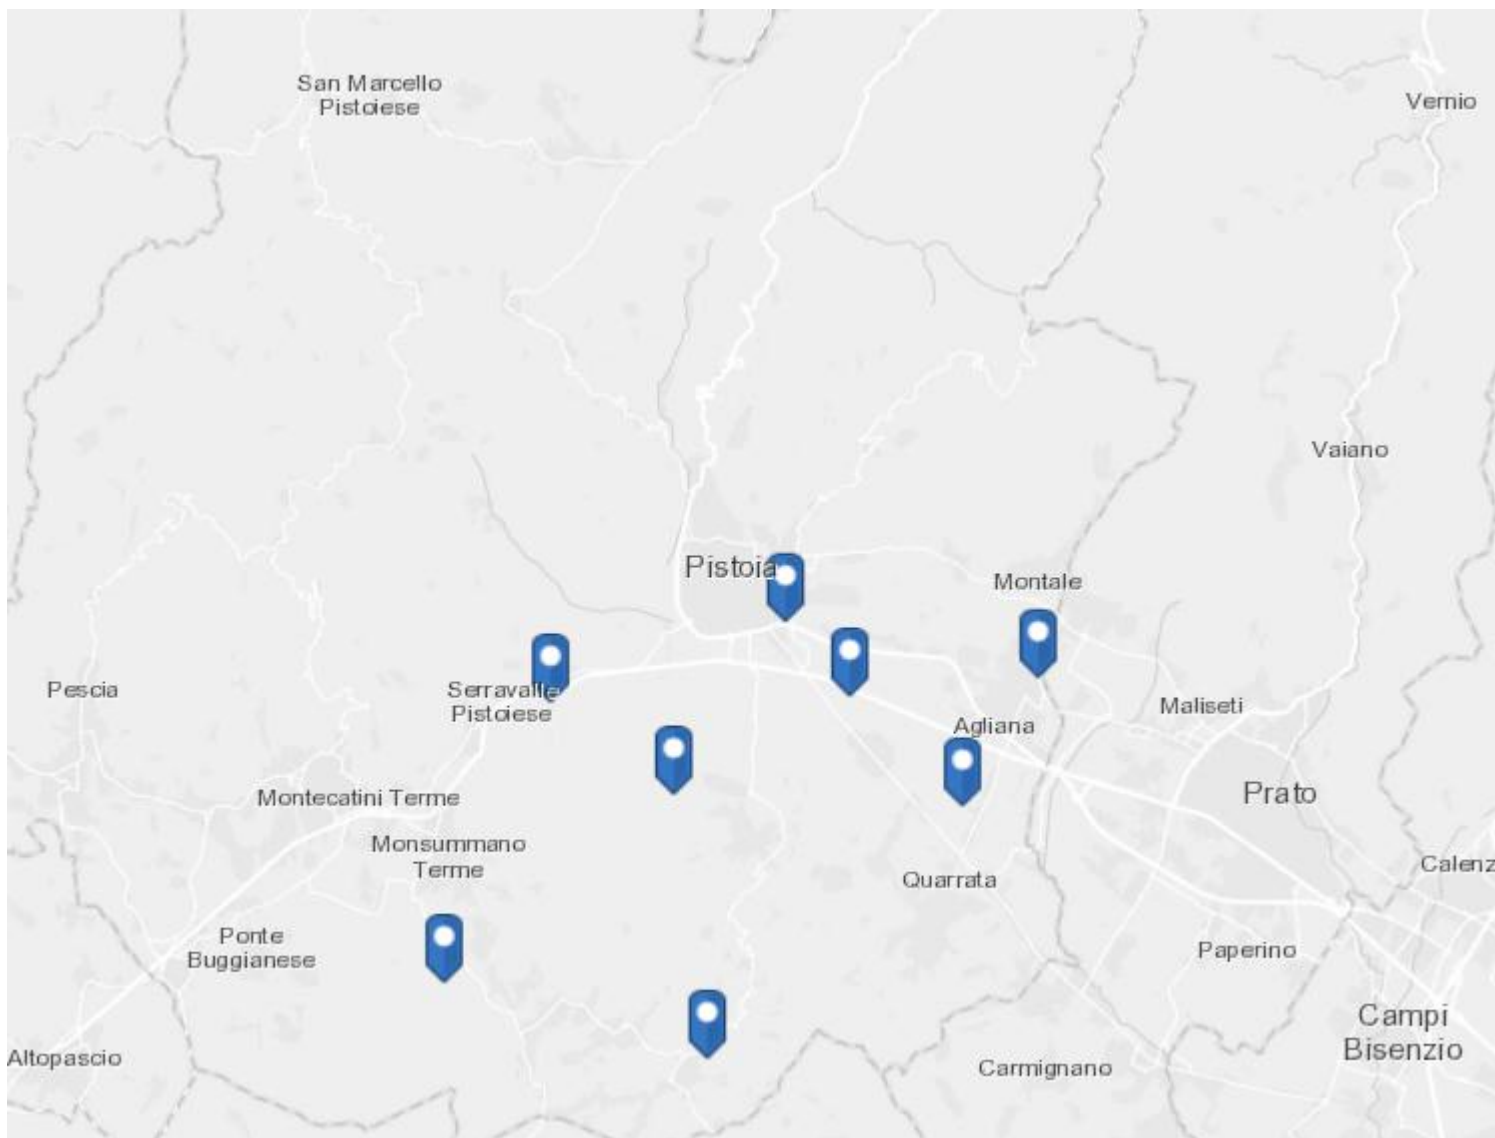 San Marcello
Pistoiese
Vernio
Vaiano
Pistoia
Montale
Pescia
Serravalle
Pistoiese
Maliseti
Agliana
Prato
Montecatini Terme
Monsummano
Terme
Calenz
Quarrata
Ponte
Buggianese
Paperino
Campi
Bisenzio
Altopascio
Carmignano